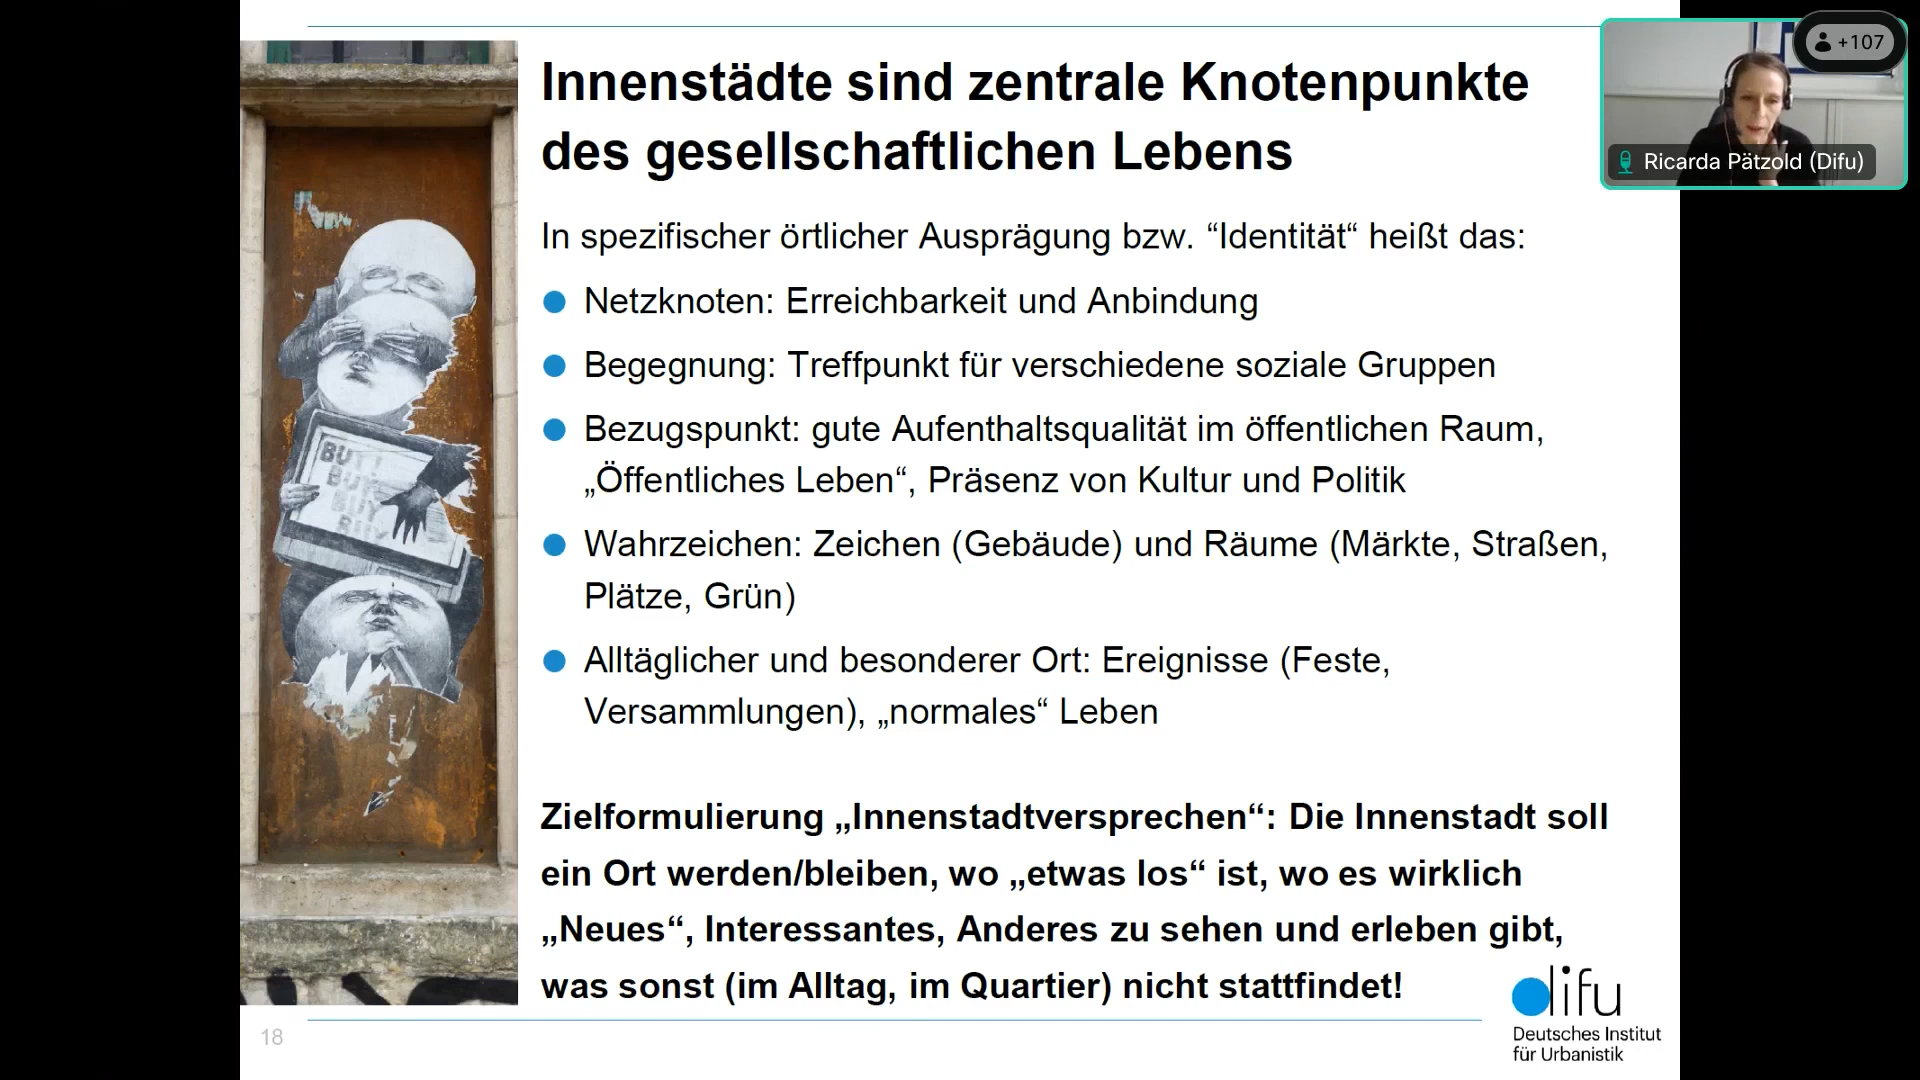 Innenstädte sind zentrale Knotenpunkte
des gesellschaftlichen Lebens
In spezifischer örtlicher Ausprägung bzw. “Identität“ heißt das:
Netzknoten: Erreichbarkeit und Anbindung
Begegnung: Treffpunkt für verschiedene soziale Gruppen
Bezugspunkt: gute Aufenthaltsqualität im öffentlichen Raum,
„Öffentliches Leben“, Präsenz von Kultur und Politik
Wahrzeichen: Zeichen (Gebäude) und Räume (Märkte, Straßen,
Plätze, Grün)
Alltäglicher und besonderer Ort: Ereignisse (Feste,
Versammlungen), „normales“ Leben
Zielformulierung „Innenstadtversprechen“: Die Innenstadt soll
ein Ort werden/bleiben, wo „etwas los“ ist, wo es wirklich
„Neues“, Interessantes, Anderes zu sehen und erleben gibt,
was sonst (im Alltag, im Quartier) nicht stattfindet!
18
difu
Deutsches Institut
für Urbanistik
+107
Ricarda Pätzold (Difu)